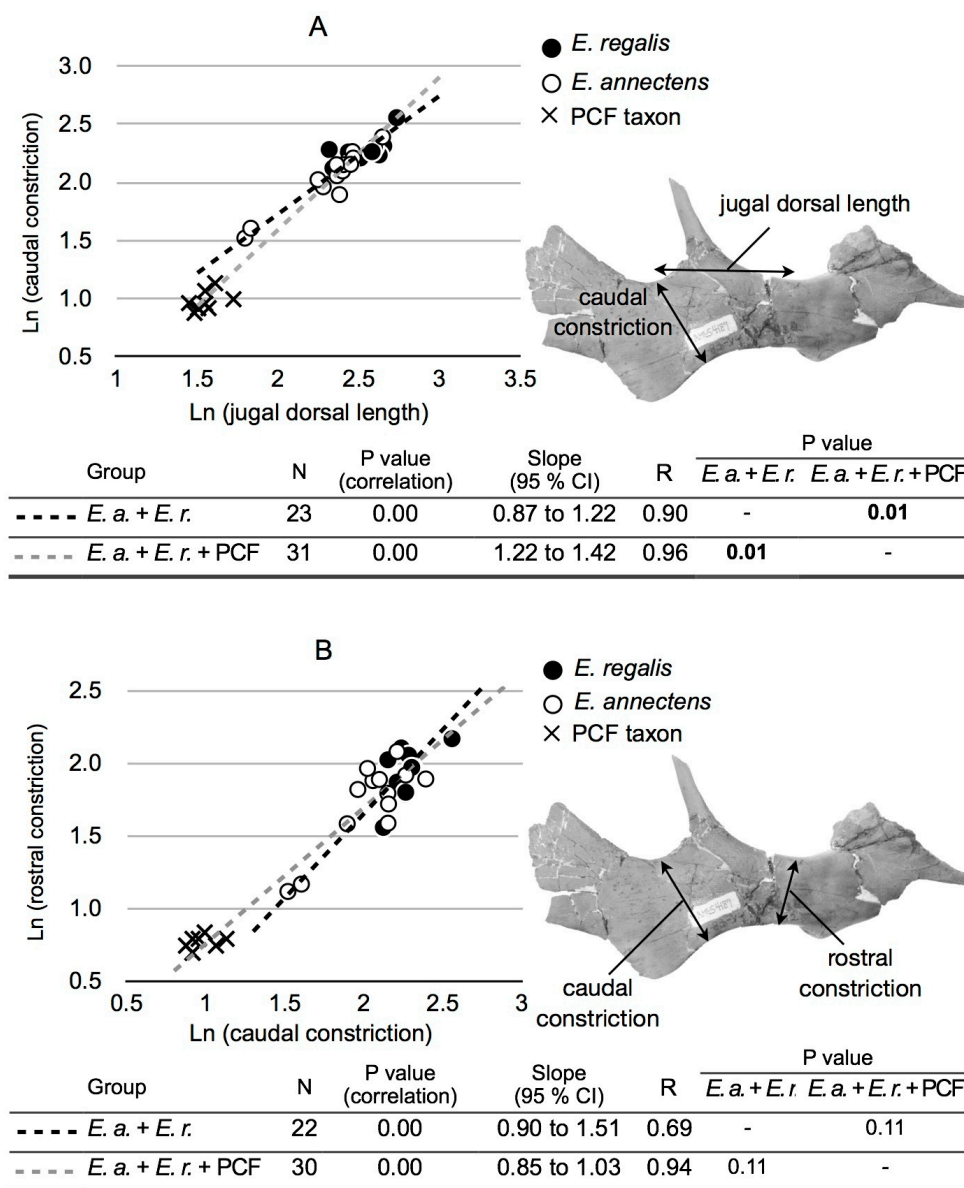 A
E. regalis
E. annectens
PCF taxon
3.0
2.5
2.0
1.5
1.0
0.5
Ln (caudal constriction)
1 1.5 2 2.5 3 3.5
Ln (jugal dorsal length)
jugal dorsal length
caudal
constriction
P value
Group N P value (correlation) Slope (95 % CI) R E. a. + E. r. E. a. + E. r. + PCF
E. a. + E. r. 23 0.00 0.87 to 1.22 0.90 - 0.01
E. a. + E. r. + PCF 31 0.00 1.22 to 1.42 0.96 0.01 -
B
E. regalis
E. annectens
PCF taxon
2.5
2.0
1.5
1.0
0.5
Ln (rostral constriction)
0.5 1 1.5 2 2.5 3
Ln (caudal constriction)
caudal
constriction
rostral
constriction
P value
Group N P value (correlation) Slope (95 % CI) R E. a. + E. r. E. a. + E. r. + PCF
E. a. + E. r. 22 0.00 0.90 to 1.51 0.69 - 0.11
E. a. + E. r. + PCF 30 0.00 0.85 to 1.03 0.94 0.11 -